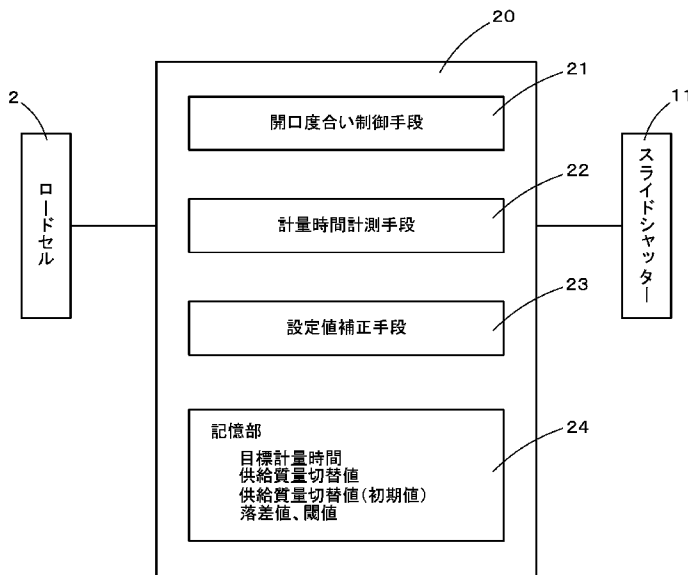 20
21
開口度合い制御手段
2
ロードセル
11
スライドシャッター
22
計量時間計測手段
23
設定値補正手段
24
記憶部
目標計量時間
供給質量切替値
供給質量切替値(初期値)
落差値、閾値